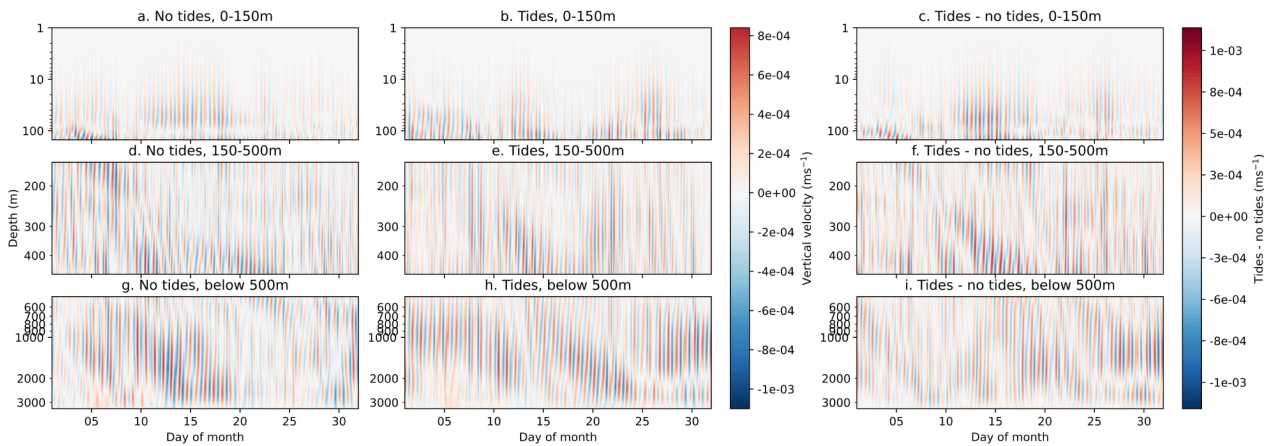 a. No tides, 0-150m
b. Tides, 0-150m
c. Tides - no tides, 0-150m
1
10
100
1
10
100
1
10
100
d. No tides, 150-500m
e. Tides, 150-500m
f. Tides - no tides, 150-500m
Depth (m)
200
300
400
200
300
400
200
300
400
g. No tides, below 500m
h. Tides, below 500m
i. Tides - no tides, below 500m
600
700
800
900
1000
2000
3000
600
700
800
900
1000
2000
3000
600
700
800
900
1000
2000
3000
05 10 15 20 25 30
05 10 15 20 25 30
05 10 15 20 25 30
Day of month
Day of month
Day of month
8e-04
6e-04
4e-04
2e-04
0e+00
-2e-04
-4e-04
-6e-04
-8e-04
-1e-03
Vertical velocity (ms⁻¹)
1e-03
8e-04
5e-04
3e-04
0e+00
-3e-04
-6e-04
-8e-04
-1e-03
Tides - no tides (ms⁻¹)